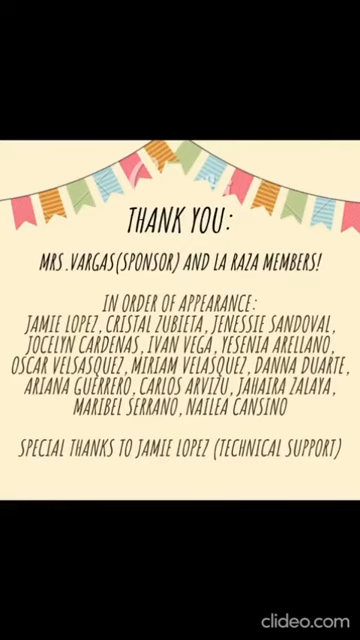 THANK YOU:
MRS.VARGAS(SPONSOR) AND LA RAZA MEMBERS!
IN ORDER OF APPEARANCE:
JAMIE LOPEZ, CRISTAL ZUBIETA, JENESSIE SANDOVAL,
JOCELYN CARDENAS, IVAN VEGA, YESENIA ARELLANO,
OSCAR VELSASQUEZ, MIRIAM VELASQUEZ, DANNA DUARTE,
ARIANA GUERRERO, CARLOS ARVIZU, JAHAIRA ZALAYA,
MARIBEL SERRANO, NAILEA CANSINO
SPECIAL THANKS TO JAMIE LOPEZ (TECHNICAL SUPPORT)
clideo.com